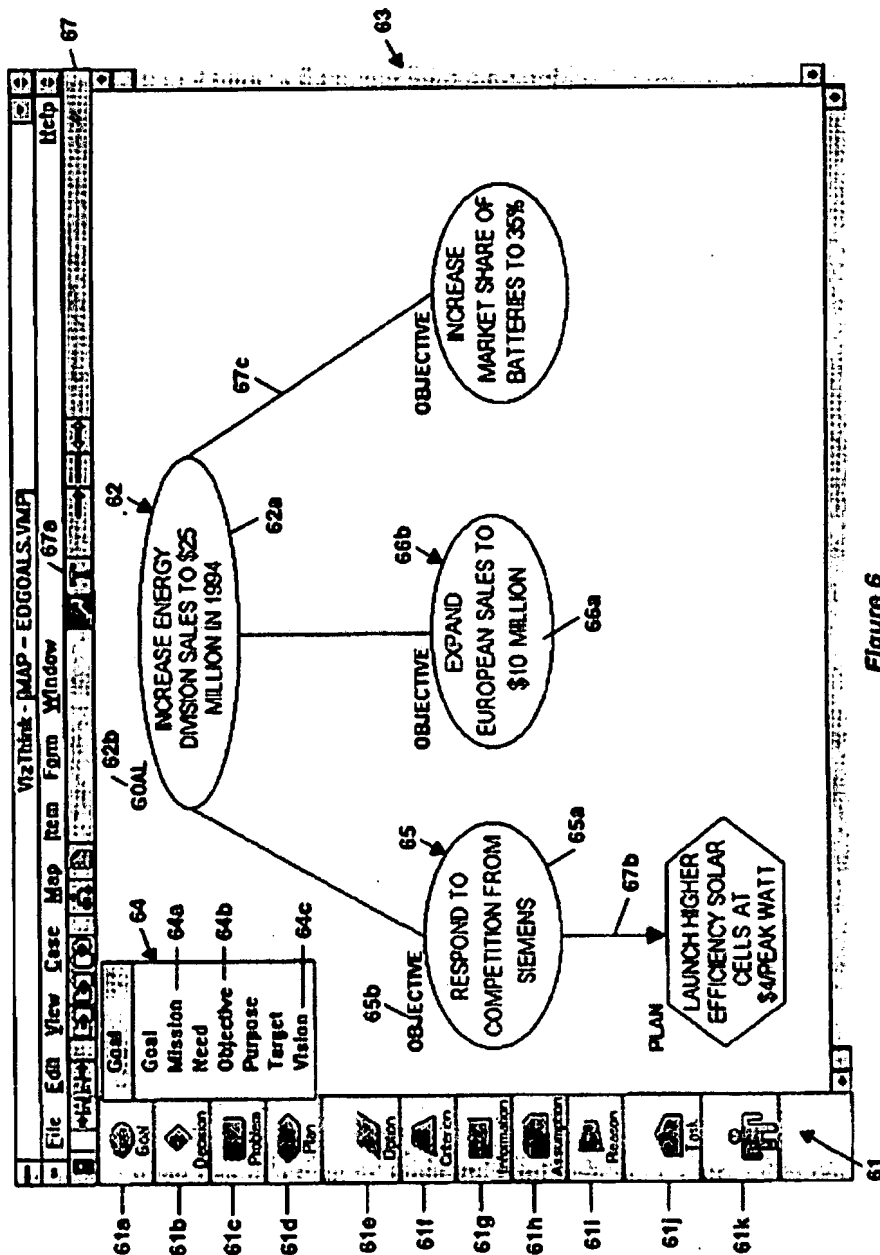 VizThink - [MAP - EDGOALS.VMP]
File Edit View Case Map Item Form Window Help
67a
67
61a
Goal
61b
Decision
61c
Problem
61d
Plan
61e
Option
61f
Criterion
61g
Information
61h
Assumption
61i
Reason
61j
Task
61k
61
Goal
64
Goal
Mission
64a
Need
Objective
64b
Purpose
Target
Vision
64c
62b
GOAL
62
INCREASE ENERGY
DIVISION SALES TO $25
MILLION IN 1994
62a
63
67c
65b
OBJECTIVE
65
RESPOND TO
COMPETITION FROM
SIEMENS
65a
OBJECTIVE
66b
EXPAND
EUROPEAN SALES TO
$10 MILLION
66a
OBJECTIVE
INCREASE
MARKET SHARE OF
BATTERIES TO 35%
67b
PLAN
LAUNCH HIGHER
EFFICIENCY SOLAR
CELLS AT
$4/PEAK WATT
Figure 6